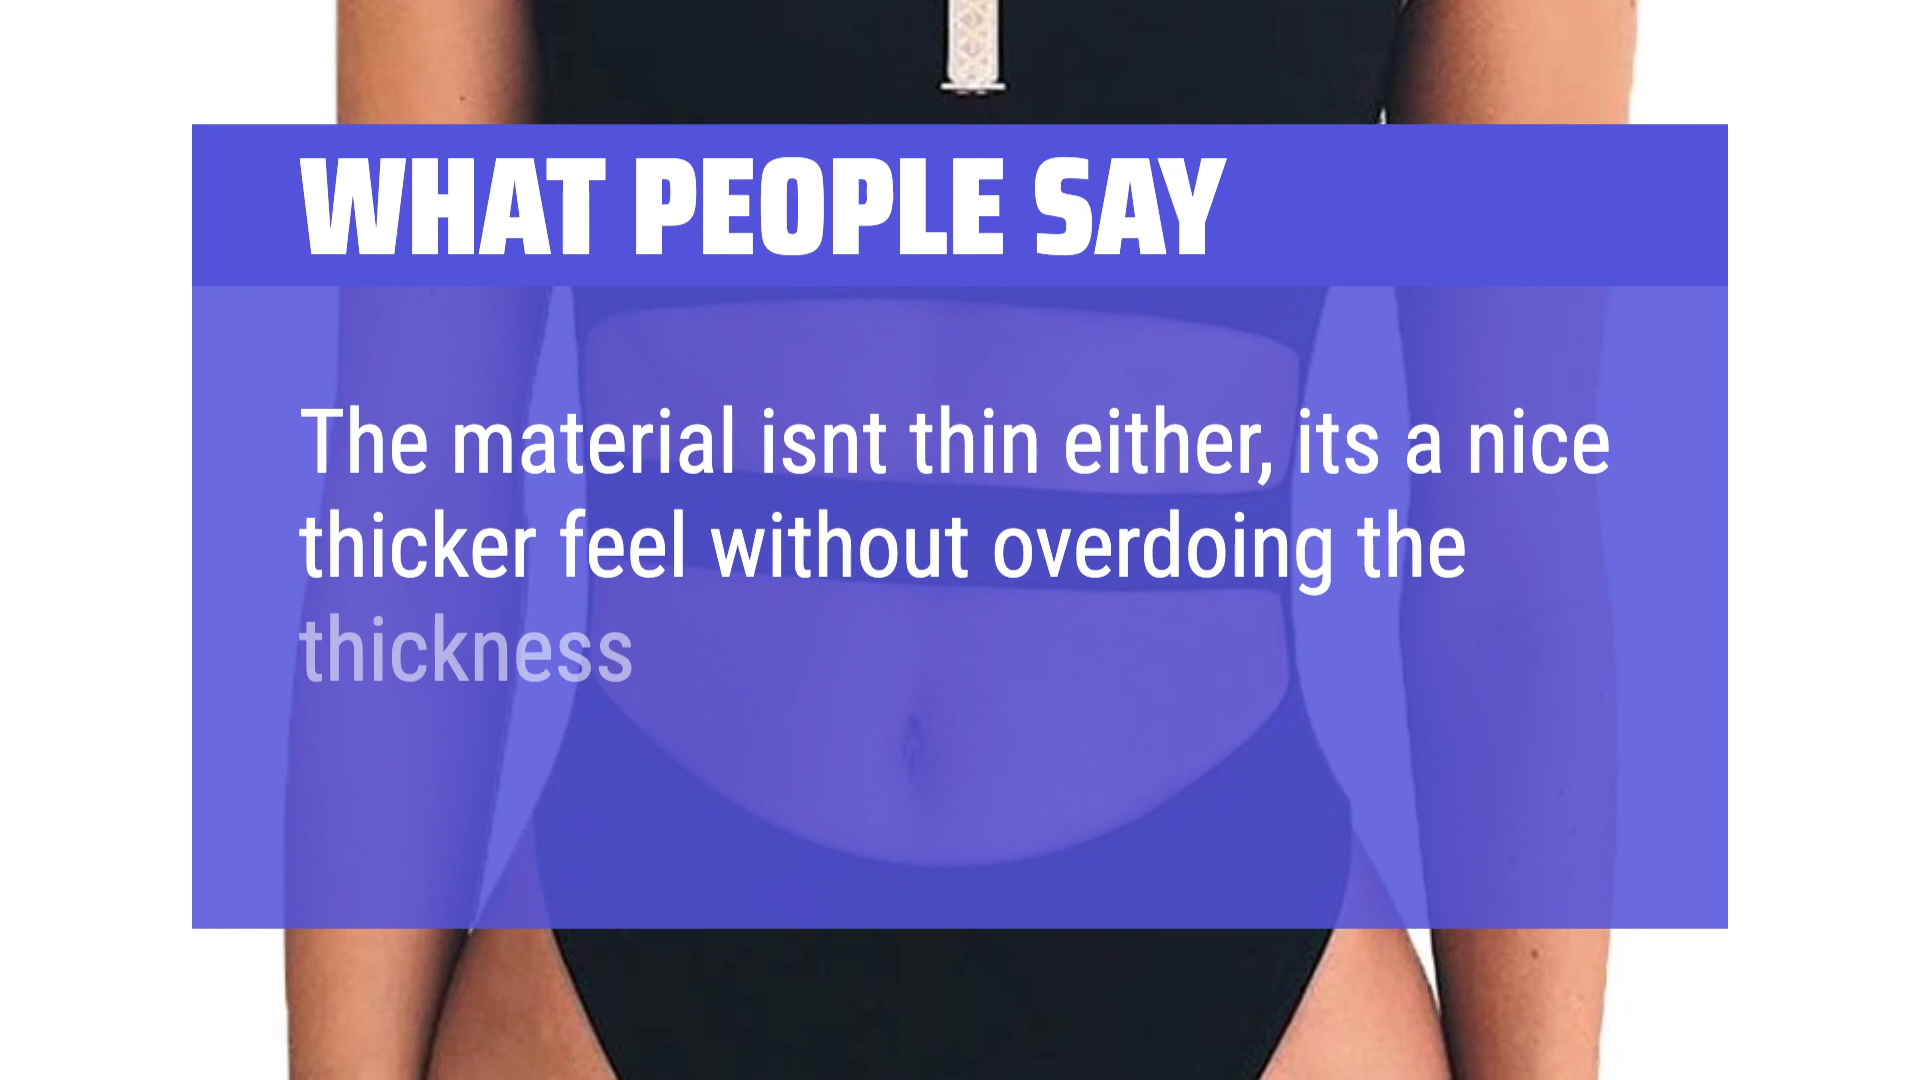 WHAT PEOPLE SAY
The material isnt thin either, its a nice
thicker feel without overdoing the
thickness